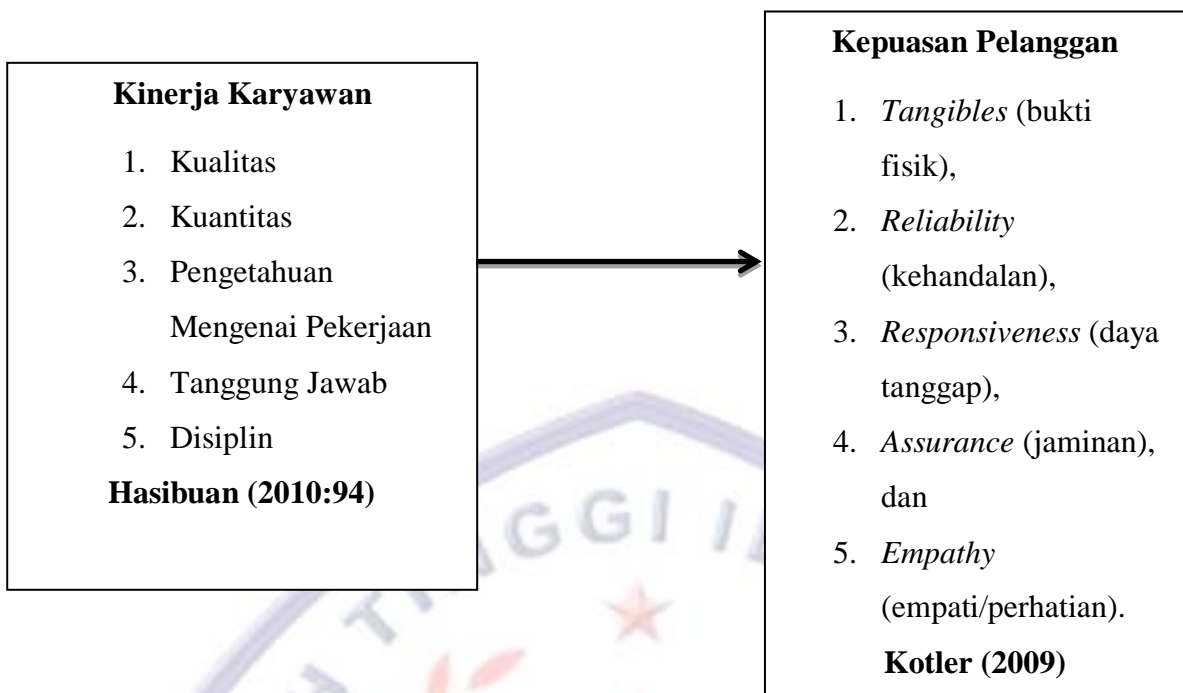 Kinerja Karyawan
1. Kualitas
2. Kuantitas
3. Pengetahuan
Mengenai Pekerjaan
4. Tanggung Jawab
5. Disiplin
Hasibuan (2010:94)
Kepuasan Pelanggan
1. Tangibles (bukti
fisik),
2. Reliability
(kehandalan),
3. Responsiveness (daya
tanggap),
4. Assurance (jaminan),
dan
5. Empathy
(empati/perhatian).
Kotler (2009)
NGGI